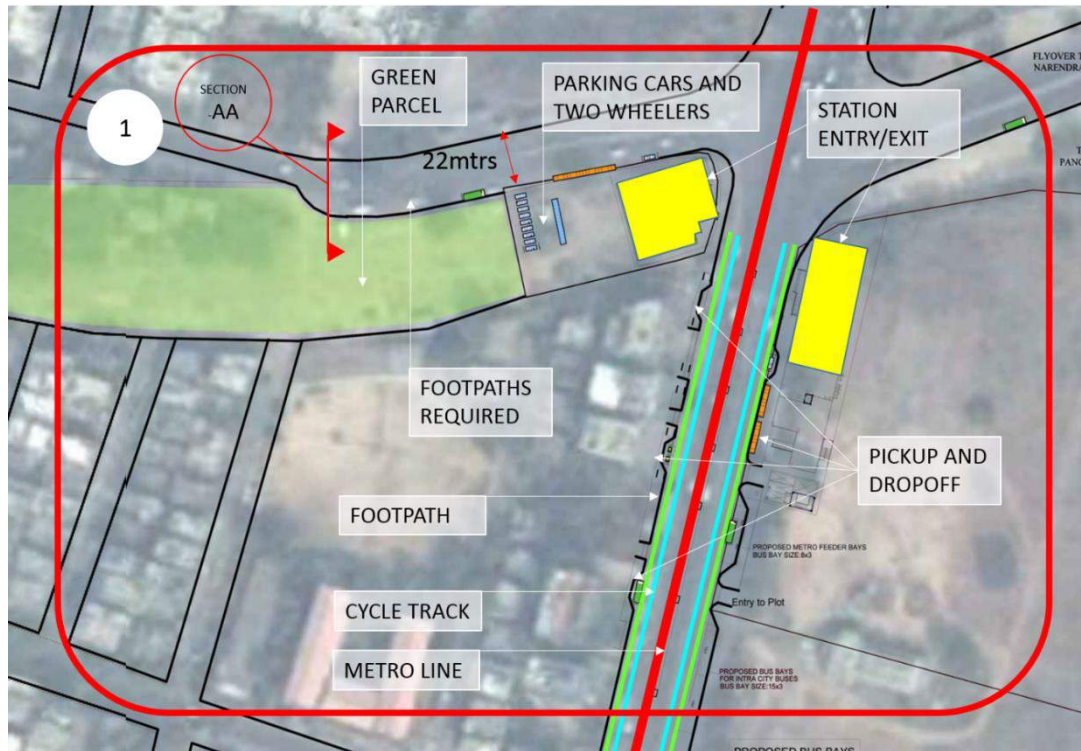 FLYOVER T
NARENDRA
SECTION
-AA
GREEN
PARCEL
PARKING CARS AND
TWO WHEELERS
STATION
ENTRY/EXIT
1
22mtrs
T
PANC
FOOTPATHS
REQUIRED
PICKUP AND
DROPOFF
FOOTPATH
PROPOSED METRO FEEDER BAYS
BUS BAY SIZE:8x3
CYCLE TRACK
Entry to Plot
METRO LINE
PROPOSED BUS BAYS
FOR INTRA CITY BUSES
BUS BAY SIZE:15x3
PROPOSED BUS BAYS